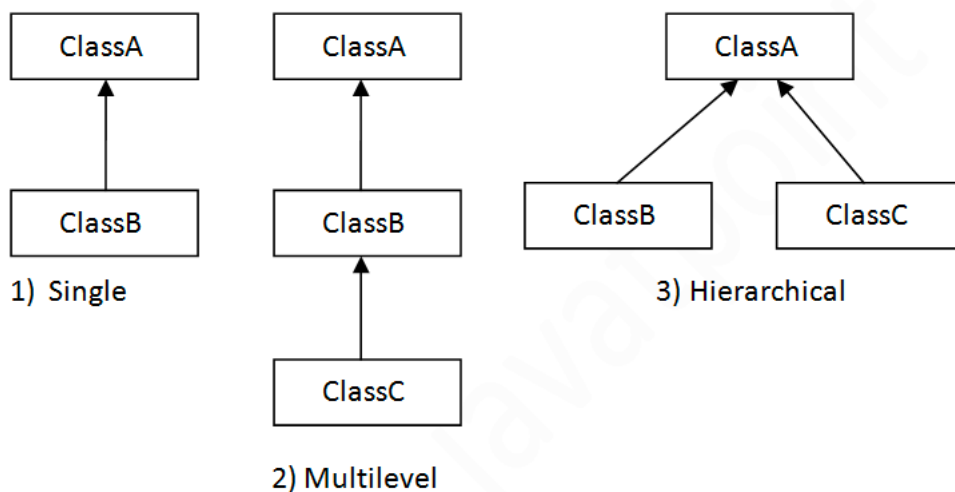 ClassA
ClassB
1) Single
ClassA
ClassB
ClassC
2) Multilevel
ClassA
ClassB
ClassC
3) Hierarchical